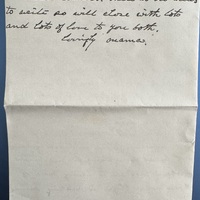 to write so will close with lots
and lots of love to you both,
Lovingly mama.